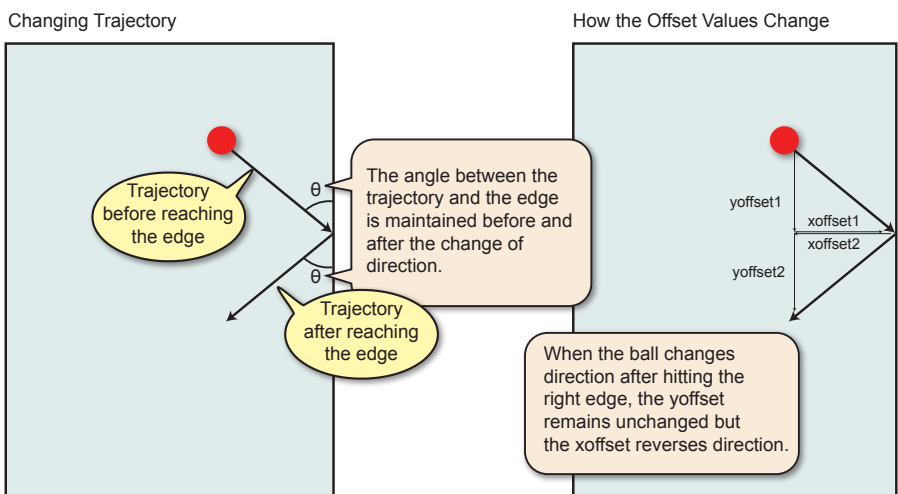 Changing Trajectory
Trajectory
before reaching
the edge
θ
The angle between the
trajectory and the edge
is maintained before and
after the change of
direction.
θ
Trajectory
after reaching
the edge
How the Offset Values Change
yoffset1
xoffset1
xoffset2
yoffset2
When the ball changes
direction after hitting the
right edge, the yoffset
remains unchanged but
the xoffset reverses direction.